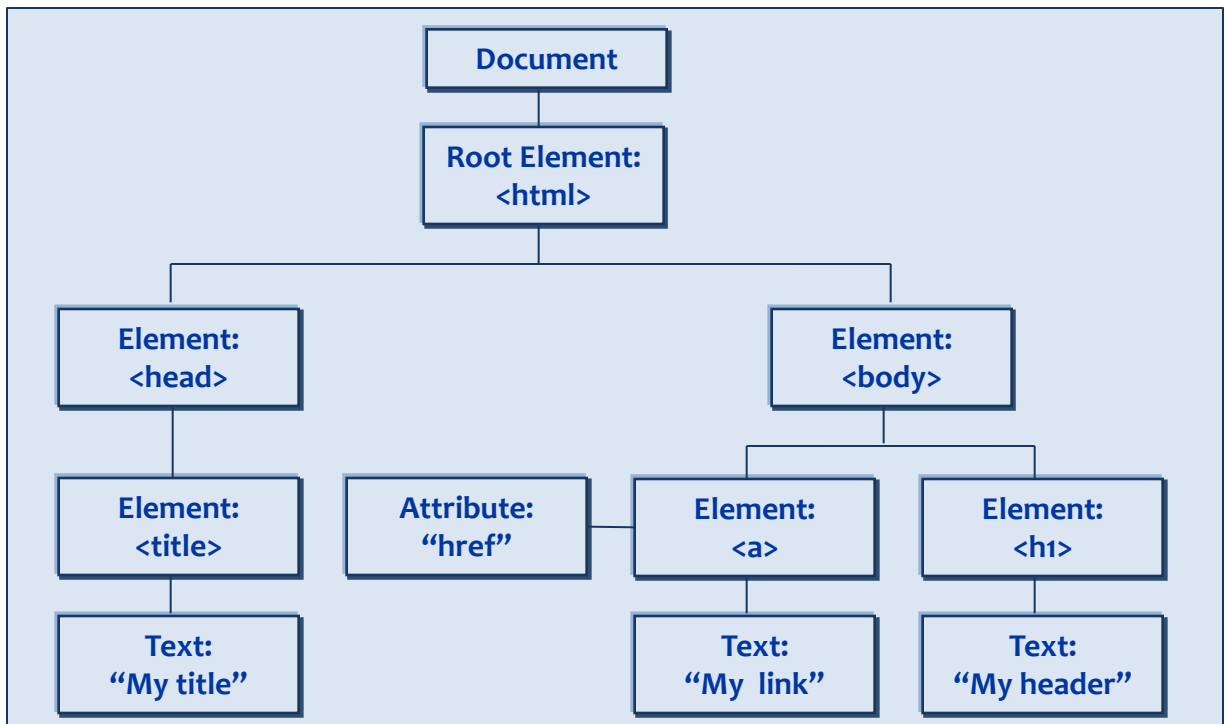 Document
Root Element:
<html>
Element:
<head>
Element:
<body>
Element:
<title>
Attribute:
“href”
Element:
<a>
Element:
<h1>
Text:
“My title”
Text:
“My  link”
Text:
“My header”